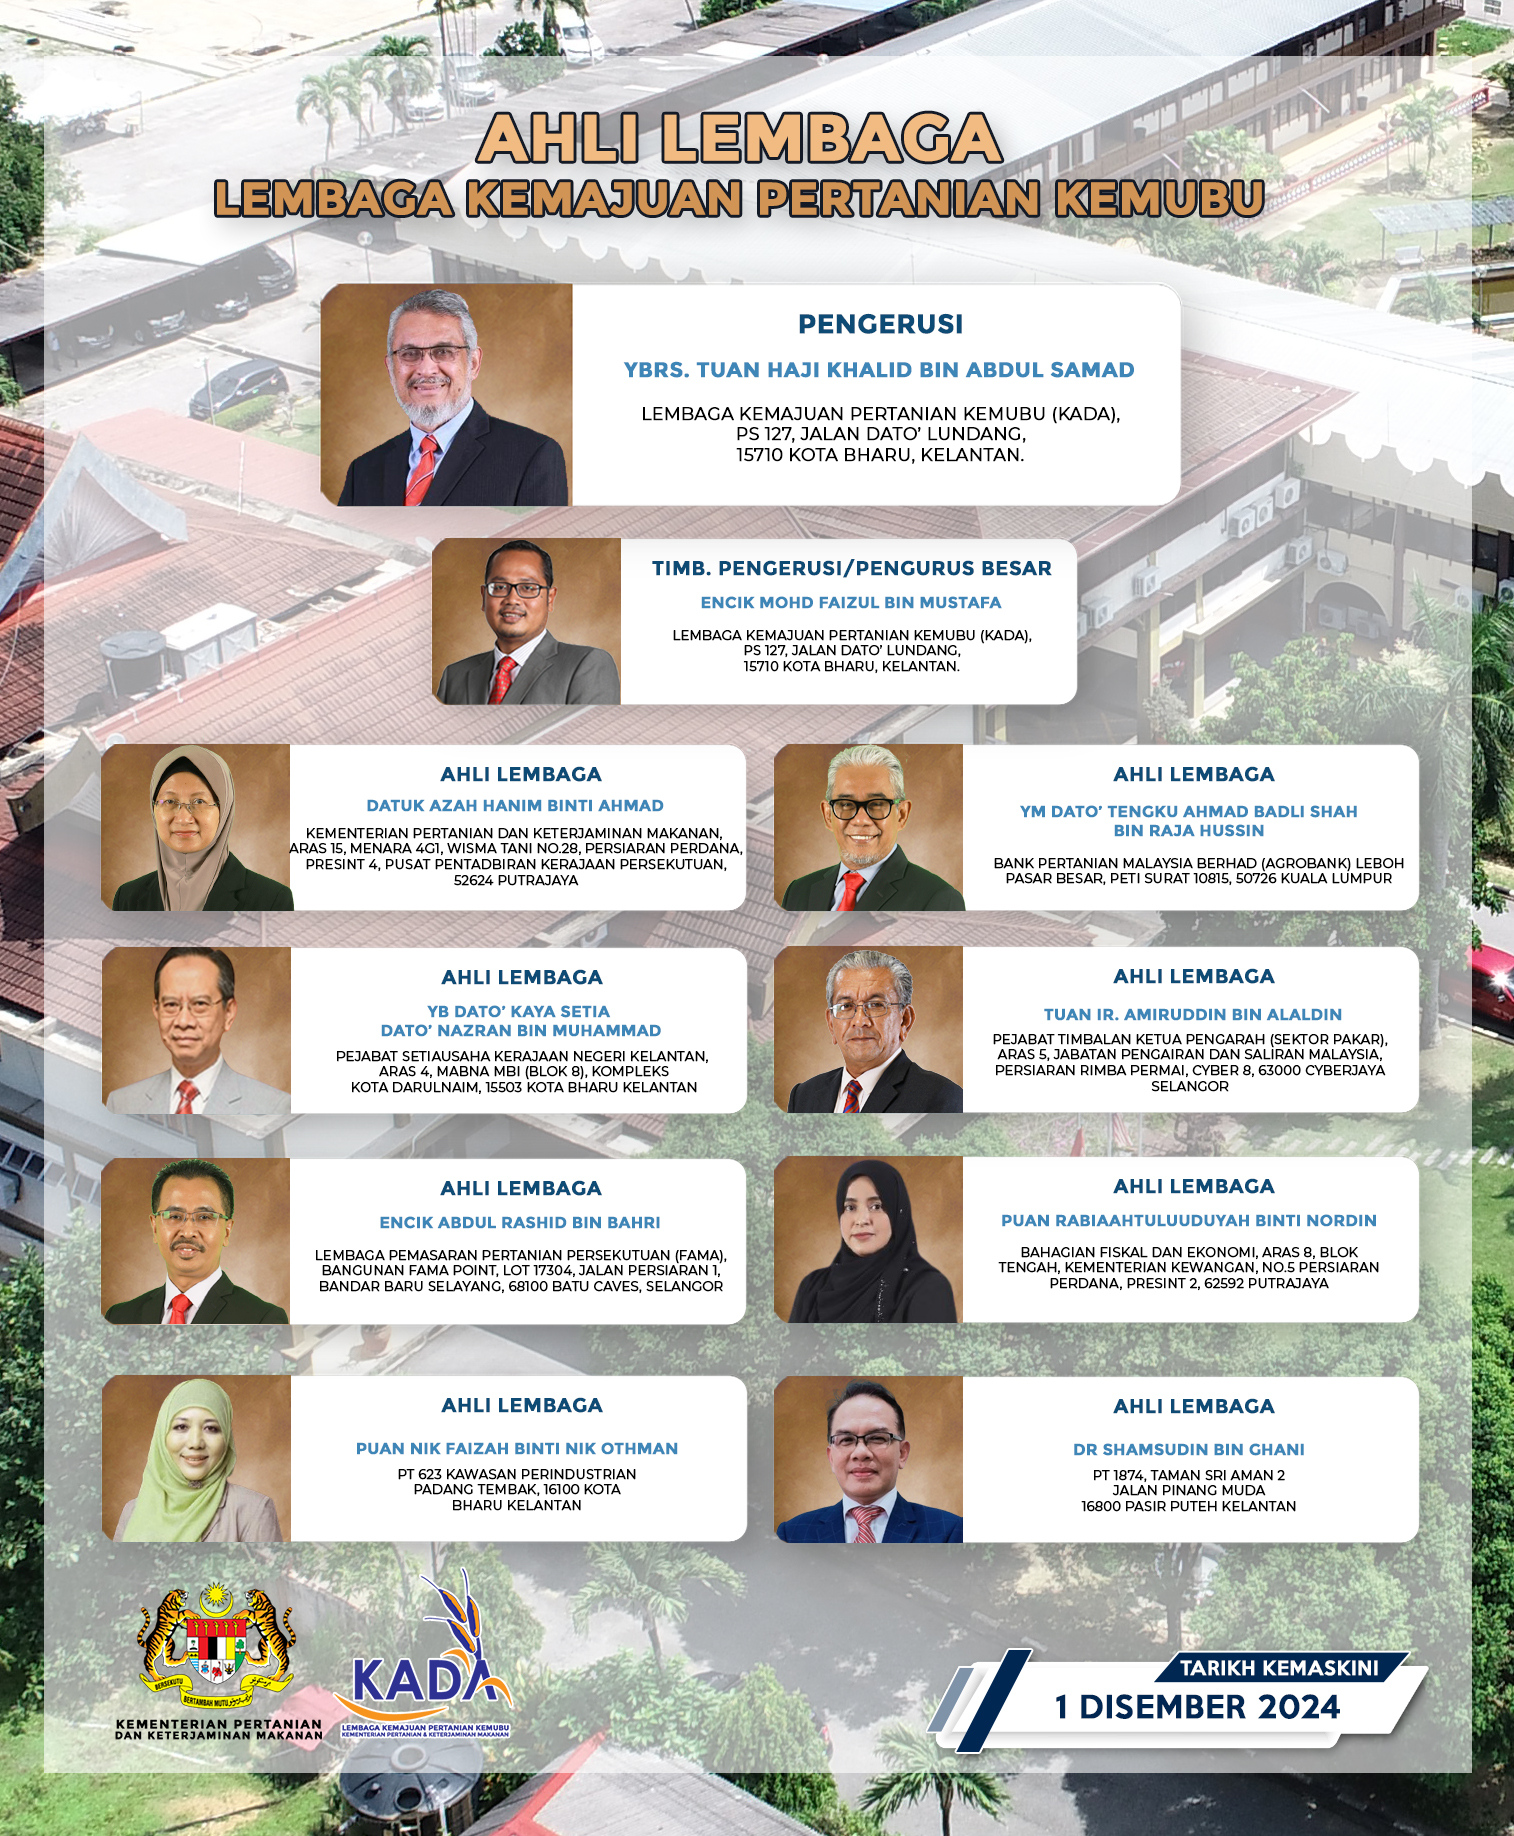 AHLI LEMBAGA
LEMBAGA KEMAJUAN PERTANIAN KEMUBU
PENGERUSI
YBRS. TUAN HAJI KHALID BIN ABDUL SAMAD
LEMBAGA KEMAJUAN PERTANIAN KEMUBU (KADA),
PS 127, JALAN DATO' LUNDANG,
15710 KOTA BHARU, KELANTAN.
TIMB. PENGERUSI/PENGURUS BESAR
ENCIK MOHD FAIZUL BIN MUSTAFA
LEMBAGA KEMAJUAN PERTANIAN KEMUBU (KADA),
PS 127, JALAN DATO' LUNDANG,
15710 KOTA BHARU, KELANTAN.
AHLI LEMBAGA
DATUK AZAH HANIM BINTI AHMAD
KEMENTERIAN PERTANIAN DAN KETERJAMINAN MAKANAN,
ARAS 15, MENARA 4G1, WISMA TANI NO.28, PERSIARAN PERDANA,
PRESINT 4, PUSAT PENTADBIRAN KERAJAAN PERSEKUTUAN,
52624 PUTRAJAYA
AHLI LEMBAGA
YM DATO' TENGKU AHMAD BADLI SHAH
BIN RAJA HUSSIN
BANK PERTANIAN MALAYSIA BERHAD (AGROBANK) LEBOH
PASAR BESAR, PETI SURAT 10815, 50726 KUALA LUMPUR
AHLI LEMBAGA
YB DATO' KAYA SETIA
DATO' NAZRAN BIN MUHAMMAD
PEJABAT SETIAUSAHA KERAJAAN NEGERI KELANTAN,
ARAS 4, MABNA MBI (BLOK 8), KOMPLEKS
KOTA DARULNAIM, 15503 KOTA BHARU KELANTAN
AHLI LEMBAGA
TUAN IR. AMIRUDDIN BIN ALALDIN
PEJABAT TIMBALAN KETUA PENGARAH (SEKTOR PAKAR),
ARAS 5, JABATAN PENGAIRAN DAN SALIRAN MALAYSIA,
PERSIARAN RIMBA PERMAI, CYBER 8, 63000 CYBERJAYA
SELANGOR
AHLI LEMBAGA
ENCIK ABDUL RASHID BIN BAHRI
LEMBAGA PEMASARAN PERTANIAN PERSEKUTUAN (FAMA),
BANGUNAN FAMA POINT, LOT 17304, JALAN PERSIARAN 1,
BANDAR BARU SELAYANG, 68100 BATU CAVES, SELANGOR
AHLI LEMBAGA
PUAN RABIAAHTULUUDUYAH BINTI NORDIN
BAHAGIAN FISKAL DAN EKONOMI, ARAS 8, BLOK
TENGAH, KEMENTERIAN KEWANGAN, NO.5 PERSIARAN
PERDANA, PRESINT 2, 62592 PUTRAJAYA
AHLI LEMBAGA
PUAN NIK FAIZAH BINTI NIK OTHMAN
PT 623 KAWASAN PERINDUSTRIAN
PADANG TEMBAK, 16100 KOTA
BHARU KELANTAN
AHLI LEMBAGA
DR SHAMSUDIN BIN GHANI
PT 1874, TAMAN SRI AMAN 2
JALAN PINANG MUDA
16800 PASIR PUTEH KELANTAN
BERSEKUTU
BERTAMBAH MUTU
KEMENTERIAN PERTANIAN
DAN KETERJAMINAN MAKANAN
KADA
LEMBAGA KEMAJUAN PERTANIAN KEMUBU
KEMENTERIAN PERTANIAN & KETERJAMINAN MAKANAN
TARIKH KEMASKINI
1 DISEMBER 2024